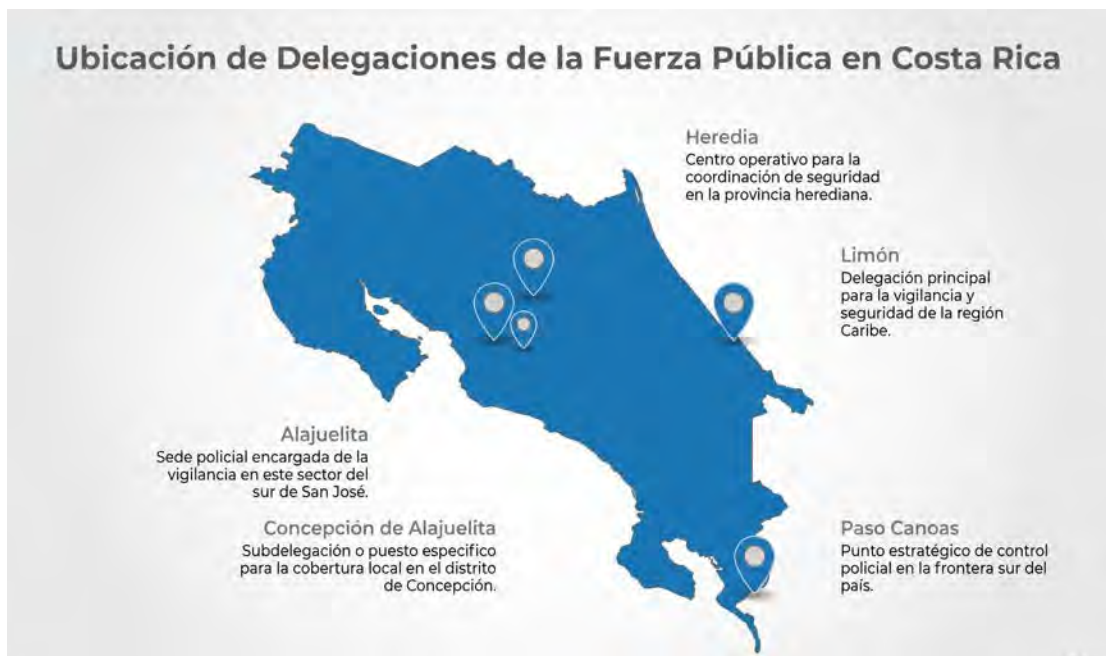 Ubicación de Delegaciones de la Fuerza Pública en Costa Rica
Heredia
Centro operativo para la
coordinación de seguridad
en la provincia herediana.
Limón
Delegación principal
para la vigilancia y
seguridad de la región
Caribe.
Alajuelita
Sede policial encargada de la
vigilancia en este sector del
sur de San José.
Concepción de Alajuelita
Subdelegación o puesto especifico
para la cobertura local en el distrito
de Concepción.
Paso Canoas
Punto estratégico de control
policial en la frontera sur del
país.